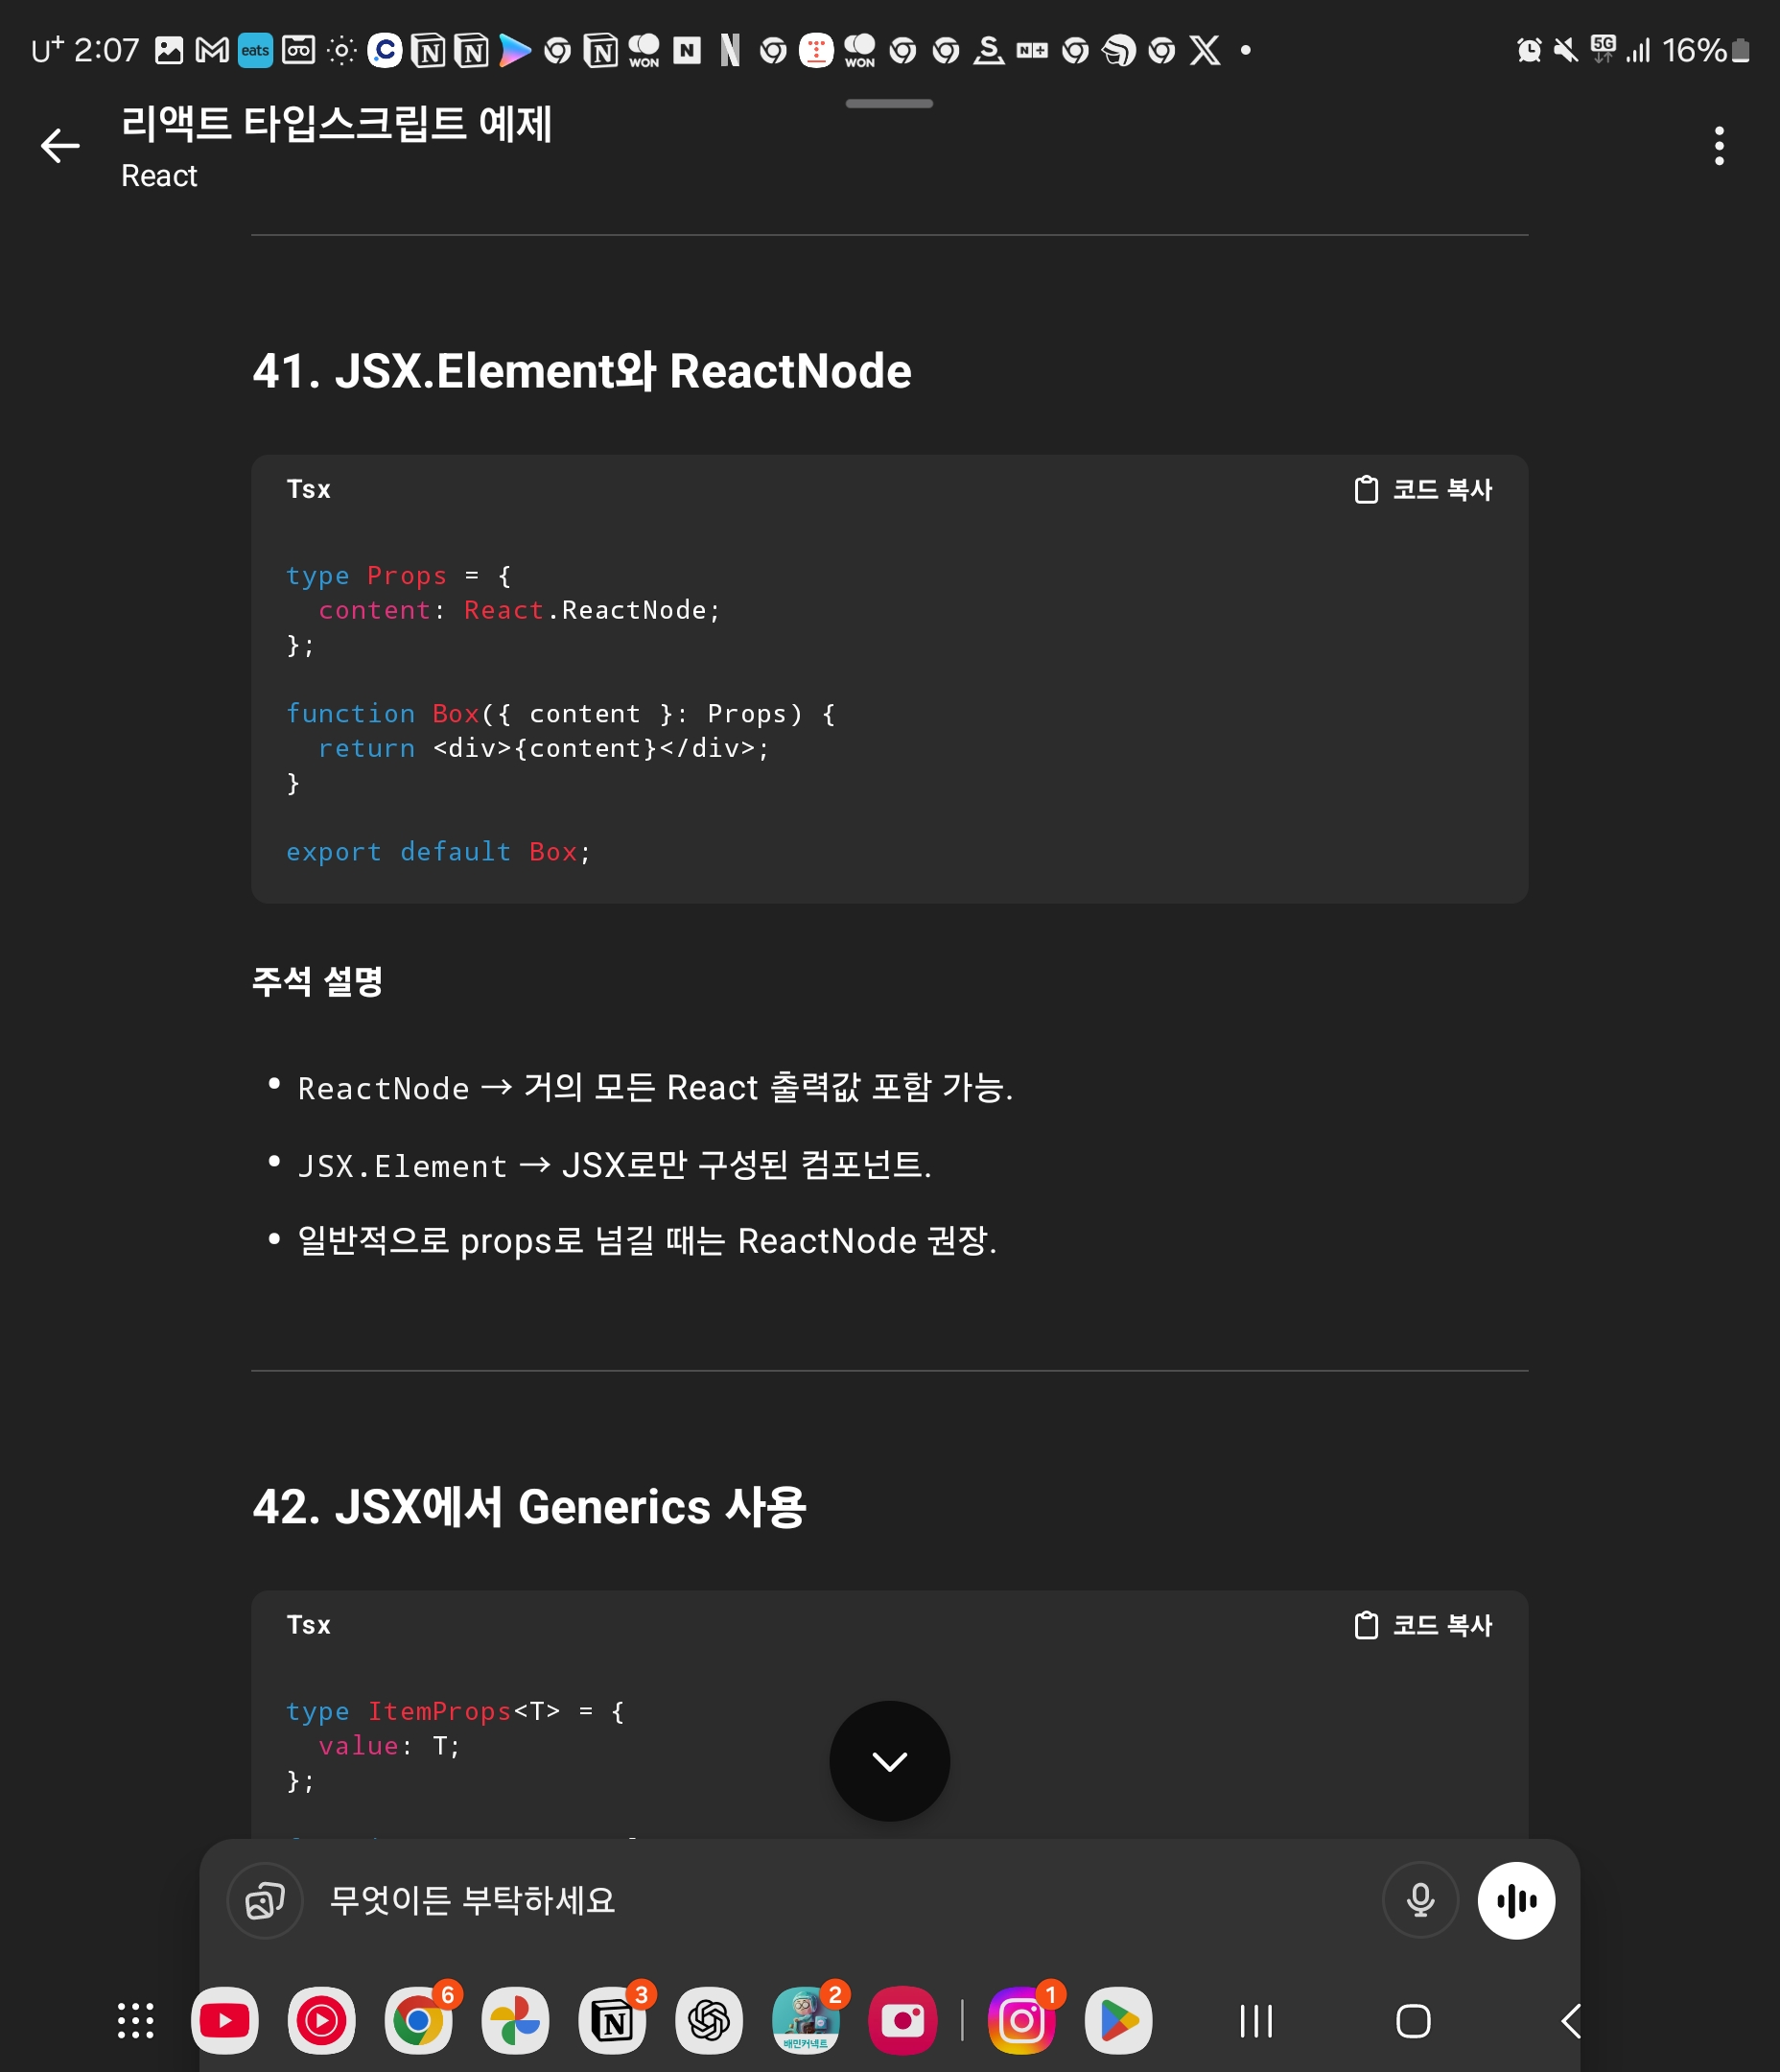 U+ 2:07 eats C N N N WON N N WON S N+ X 5G 16%
리액트 타입스크립트 예제
React
41. JSX.Element와 ReactNode
Tsx 코드 복사
type Props = {
  content: React.ReactNode;
};
function Box({ content }: Props) {
  return <div>{content}</div>;
}
export default Box;
주석 설명
• ReactNode → 거의 모든 React 출력값 포함 가능.
• JSX.Element → JSX로만 구성된 컴포넌트.
• 일반적으로 props로 넘길 때는 ReactNode 권장.
42. JSX에서 Generics 사용
Tsx 코드 복사
type ItemProps<T> = {
  value: T;
};
무엇이든 부탁하세요
6 3 2 1
N 배민커넥트